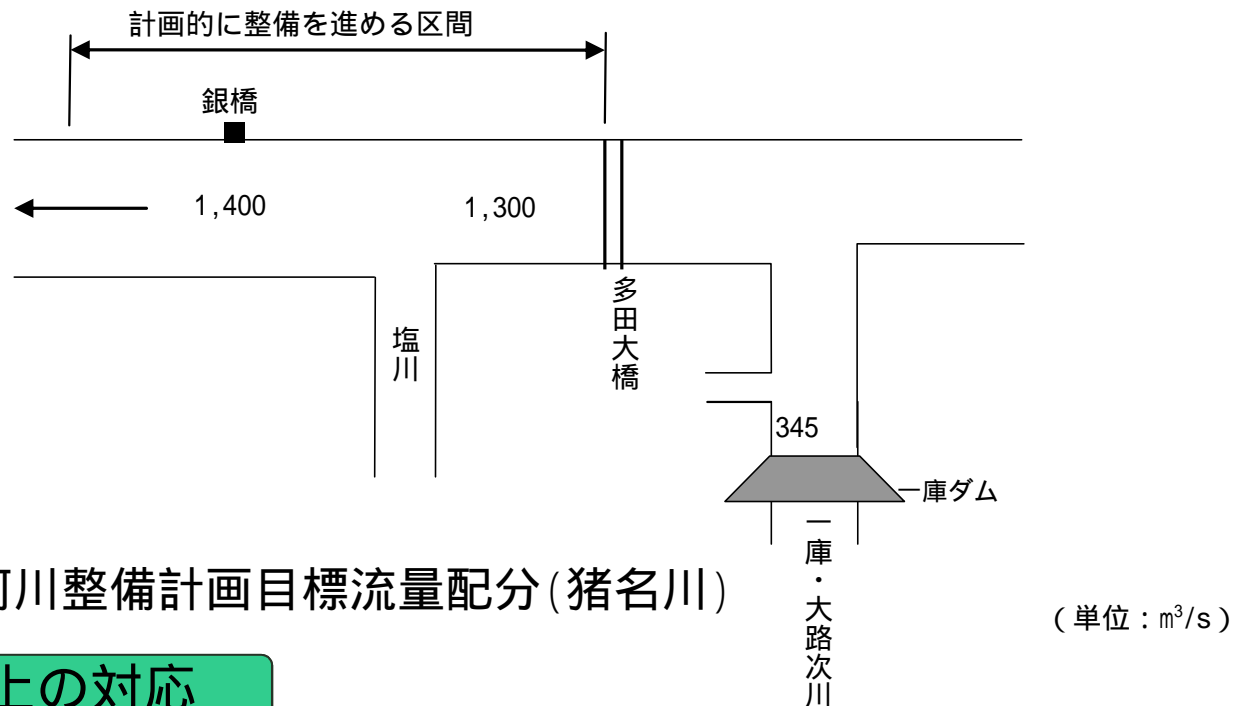 計画的に整備を進める区間
銀橋
1,400
1,300
多田大橋
塩川
345
一庫ダム
一庫・大路次川
川整備計画目標流量配分(猪名川)
(単位:m³/s)
上の対応